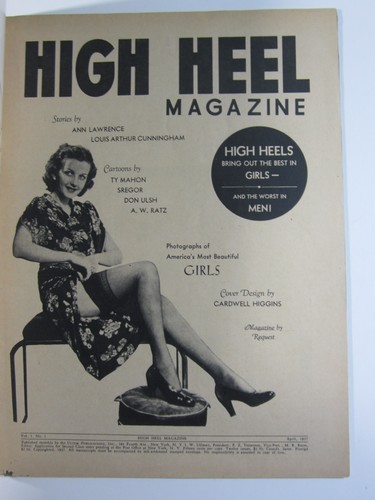 HIGH HEEL
MAGAZINE
Stories by
ANN LAWRENCE
LOUIS ARTHUR CUNNINGHAM
HIGH HEELS
BRING OUT THE BEST IN
GIRLS—
AND THE WORST IN
MEN!
Cartoons by
TY MAHON
SREGOR
DON ULSH
A. W. RATZ
Photographs of
America's Most Beautiful
GIRLS
Cover Design by
CARDWELL HIGGINS
Magazine by
Request
HIGH HEEL MAGAZINE
April, 1937